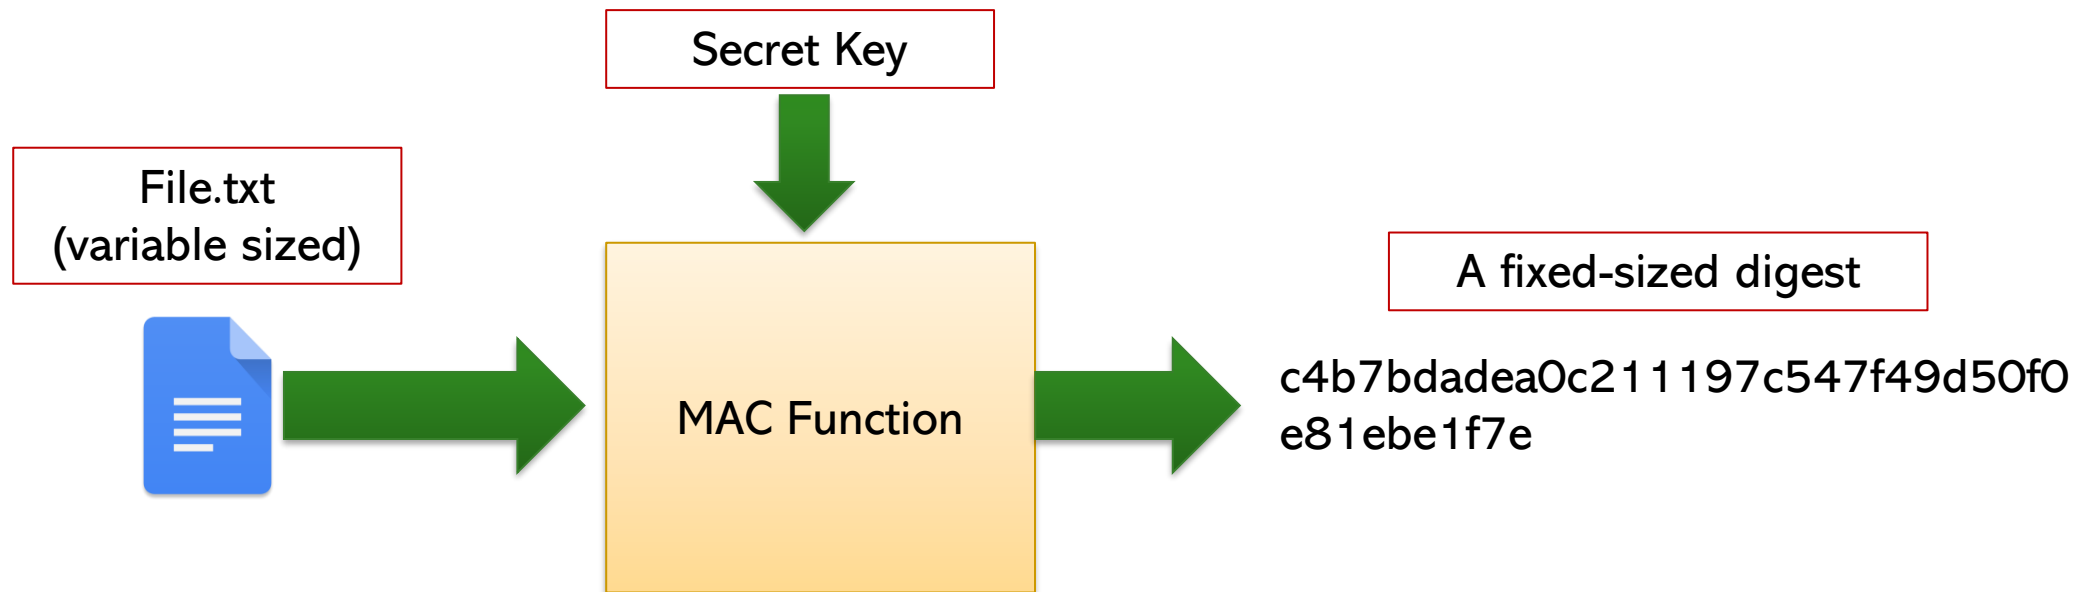 Secret Key
File.txt
(variable sized)
MAC Function
A fixed-sized digest
c4b7bdadea0c211197c547f49d50f0
e81ebe1f7e